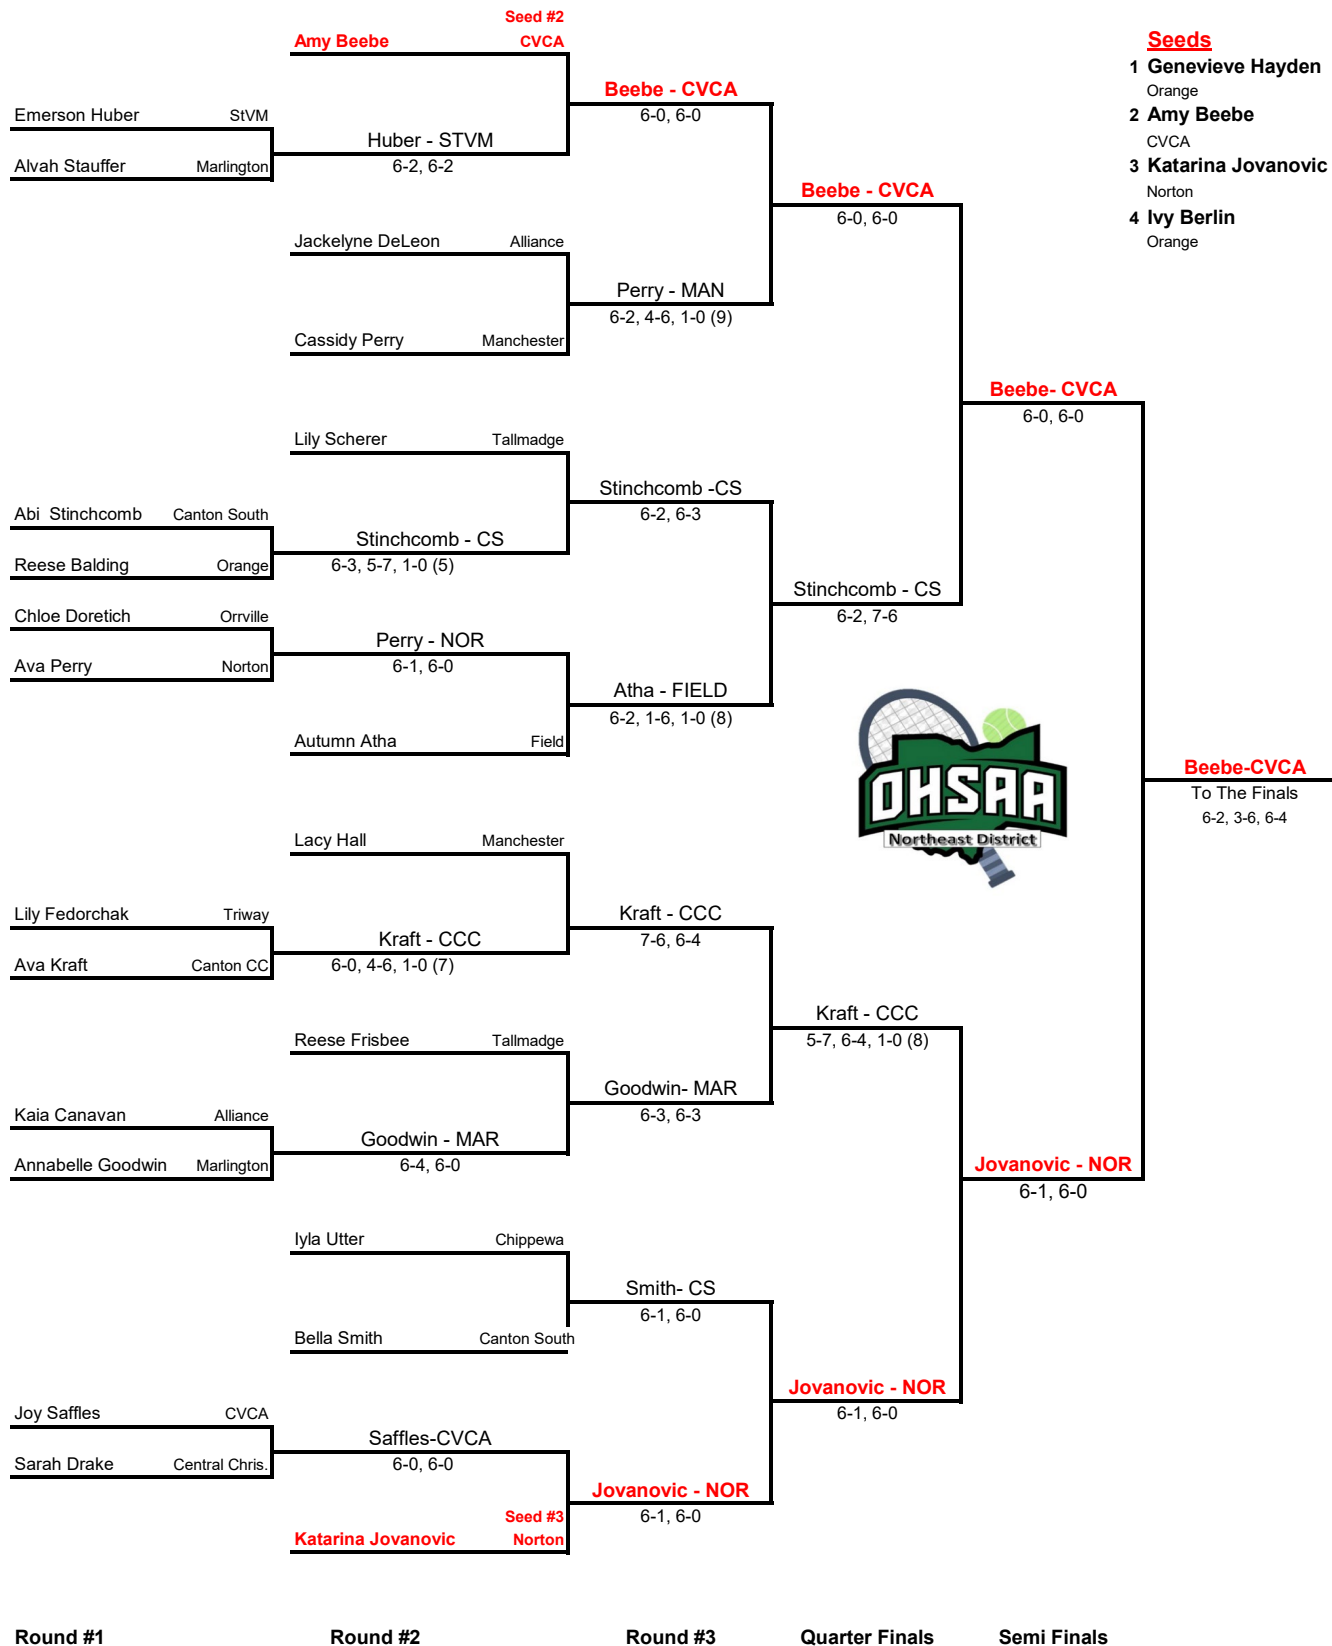 Seed #2
Amy Beebe CVCA
Seeds
1 Genevieve Hayden
Orange
2 Amy Beebe
CVCA
3 Katarina Jovanovic
Norton
4 Ivy Berlin
Orange
Beebe - CVCA
6-0, 6-0
Emerson Huber StVM
Huber - STVM
6-2, 6-2
Alvah Stauffer Marlington
Beebe - CVCA
6-0, 6-0
Jackelyne DeLeon Alliance
Perry - MAN
6-2, 4-6, 1-0 (9)
Cassidy Perry Manchester
Beebe- CVCA
6-0, 6-0
Lily Scherer Tallmadge
Stinchcomb -CS
6-2, 6-3
Abi  Stinchcomb Canton South
Stinchcomb - CS
6-3, 5-7, 1-0 (5)
Reese Balding Orange
Stinchcomb - CS
6-2, 7-6
Chloe Doretich Orrville
Perry - NOR
6-1, 6-0
Ava Perry Norton
Atha - FIELD
6-2, 1-6, 1-0 (8)
Autumn Atha Field
OHSAA
Northeast District
Beebe-CVCA
To The Finals
6-2, 3-6, 6-4
Lacy Hall Manchester
Kraft - CCC
7-6, 6-4
Lily Fedorchak Triway
Kraft - CCC
6-0, 4-6, 1-0 (7)
Ava Kraft Canton CC
Kraft - CCC
5-7, 6-4, 1-0 (8)
Reese Frisbee Tallmadge
Goodwin- MAR
6-3, 6-3
Kaia Canavan Alliance
Goodwin - MAR
6-4, 6-0
Annabelle Goodwin Marlington
Jovanovic - NOR
6-1, 6-0
Iyla Utter Chippewa
Smith- CS
6-1, 6-0
Bella Smith Canton South
Jovanovic - NOR
6-1, 6-0
Joy Saffles CVCA
Saffles-CVCA
6-0, 6-0
Sarah Drake Central Chris.
Jovanovic - NOR
6-1, 6-0
Seed #3
Katarina Jovanovic Norton
Round #1 Round #2 Round #3 Quarter Finals Semi Finals